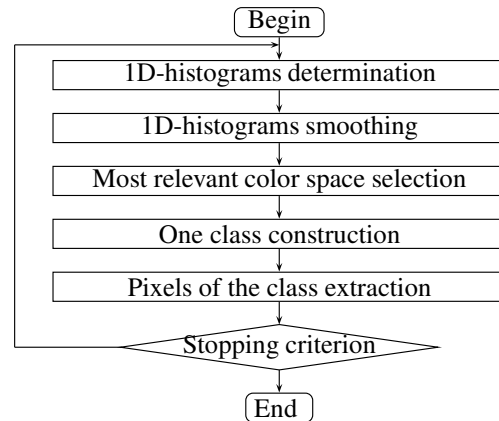 Begin
1D-histograms determination
1D-histograms smoothing
Most relevant color space selection
One class construction
Pixels of the class extraction
Stopping criterion
End